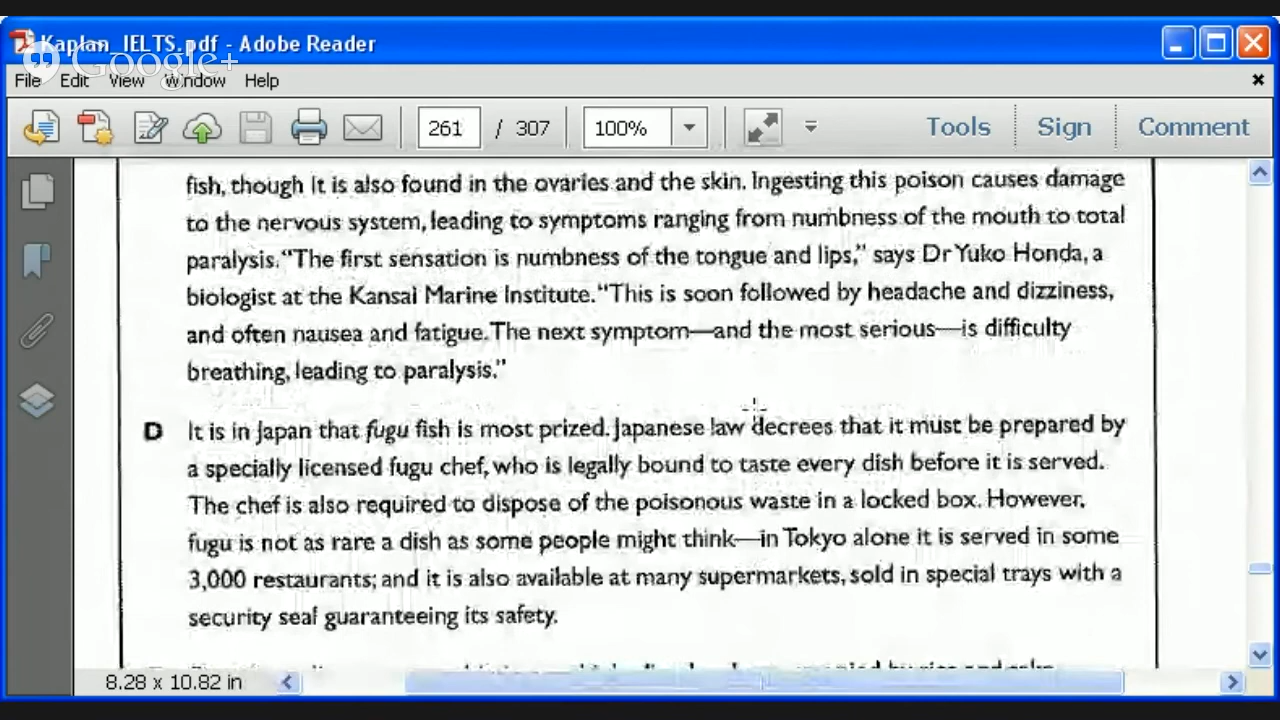 Kaplan_IELTS.pdf - Adobe Reader
Google+
File Edit View Window Help
261 / 307 100% Tools Sign Comment
fish, though it is also found in the ovaries and the skin. Ingesting this poison causes damage
to the nervous system, leading to symptoms ranging from numbness of the mouth to total
paralysis. “The first sensation is numbness of the tongue and lips,” says Dr Yuko Honda, a
biologist at the Kansai Marine Institute. “This is soon followed by headache and dizziness,
and often nausea and fatigue. The next symptom—and the most serious—is difficulty
breathing, leading to paralysis.”
D It is in Japan that fugu fish is most prized. Japanese law decrees that it must be prepared by
a specially licensed fugu chef, who is legally bound to taste every dish before it is served.
The chef is also required to dispose of the poisonous waste in a locked box. However,
fugu is not as rare a dish as some people might think—in Tokyo alone it is served in some
3,000 restaurants; and it is also available at many supermarkets, sold in special trays with a
security seal guaranteeing its safety.
8.28 x 10.82 in